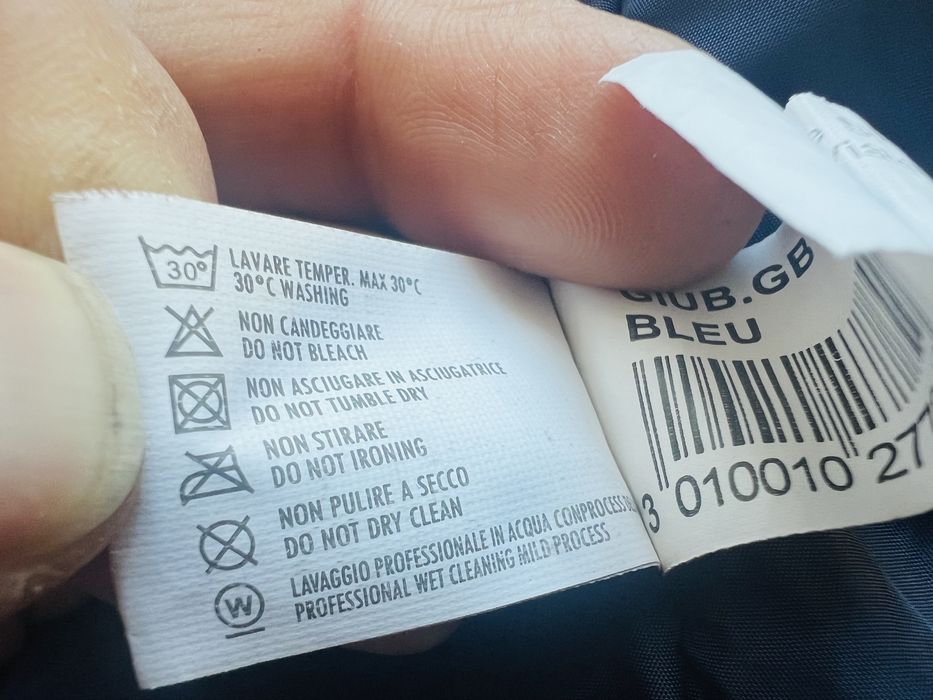 30°
LAVARE TEMPER. MAX 30°C
30°C WASHING
NON CANDEGGIARE
DO NOT BLEACH
NON ASCIUGARE IN ASCIUGATRICE
DO NOT TUMBLE DRY
NON STIRARE
DO NOT IRONING
NON PULIRE A SECCO
DO NOT DRY CLEAN
LAVAGGIO PROFESSIONALE IN ACQUA CONPROCESSO
PROFESSIONAL WET CLEANING MILD PROCESS
W
GIUB.GB
BLEU
3 010010 27